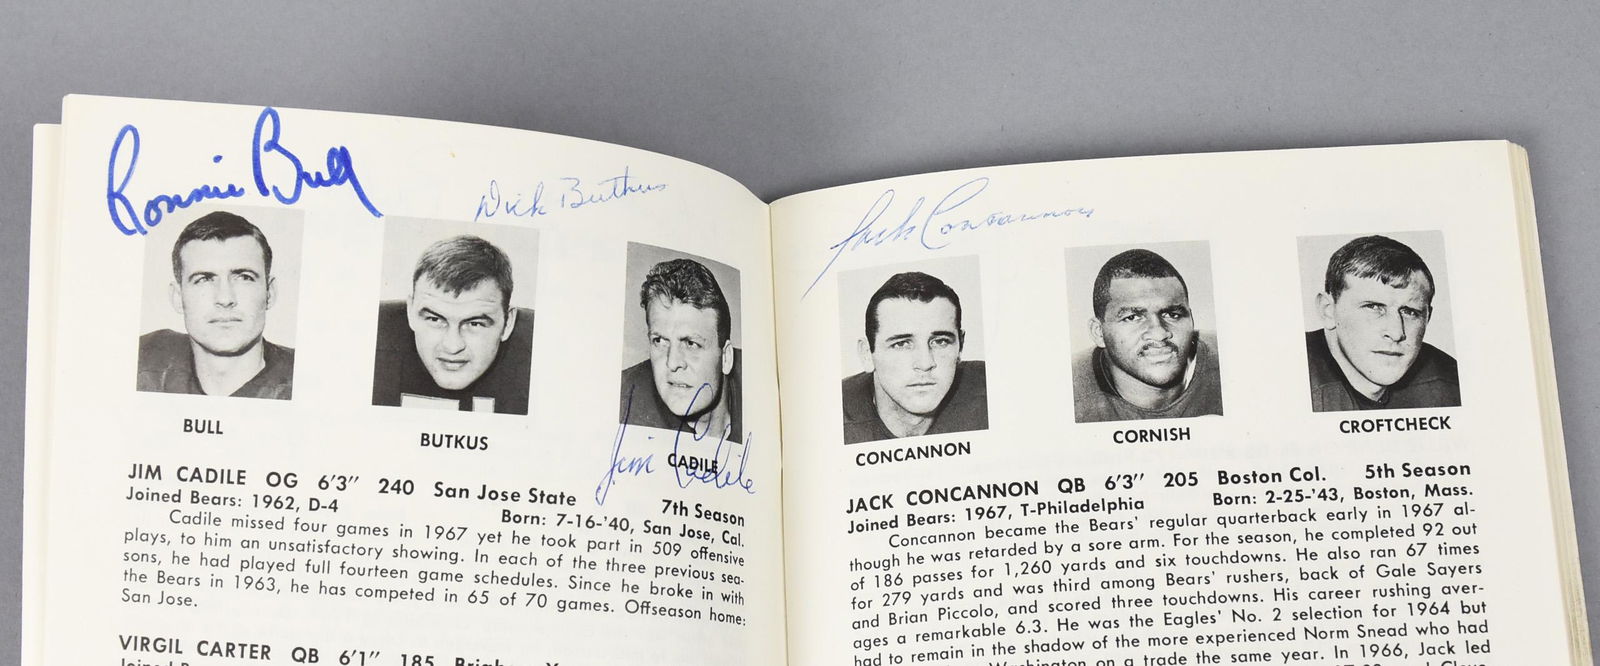 Ronnie Bull
Dick Butkus
BULL
BUTKUS
CADILE
Jim Cadile
JIM CADILE OG 6'3" 240 San Jose State 7th Season
Joined Bears: 1962, D-4 Born: 7-16-'40, San Jose, Cal.
Cadile missed four games in 1967 yet he took part in 509 offensive
plays, to him an unsatisfactory showing. In each of the three previous sea-
sons, he had played full fourteen game schedules. Since he broke in with
the Bears in 1963, he has competed in 65 of 70 games. Offseason home:
San Jose.
VIRGIL CARTER QB 6'1" 185
Jack Concannon
CONCANNON
CORNISH
CROFTCHECK
JACK CONCANNON QB 6'3" 205 Boston Col. 5th Season
Joined Bears: 1967, T-Philadelphia Born: 2-25-'43, Boston, Mass.
Concannon became the Bears' regular quarterback early in 1967 al-
though he was retarded by a sore arm. For the season, he completed 92 out
of 186 passes for 1,260 yards and six touchdowns. He also ran 67 times
for 279 yards and was third among Bears' rushers, back of Gale Sayers
and Brian Piccolo, and scored three touchdowns. His career rushing aver-
ages a remarkable 6.3. He was the Eagles' No. 2 selection for 1964 but
had to remain in the shadow of the more experienced Norm Snead who had
Washington on a trade the same year. In 1966, Jack led